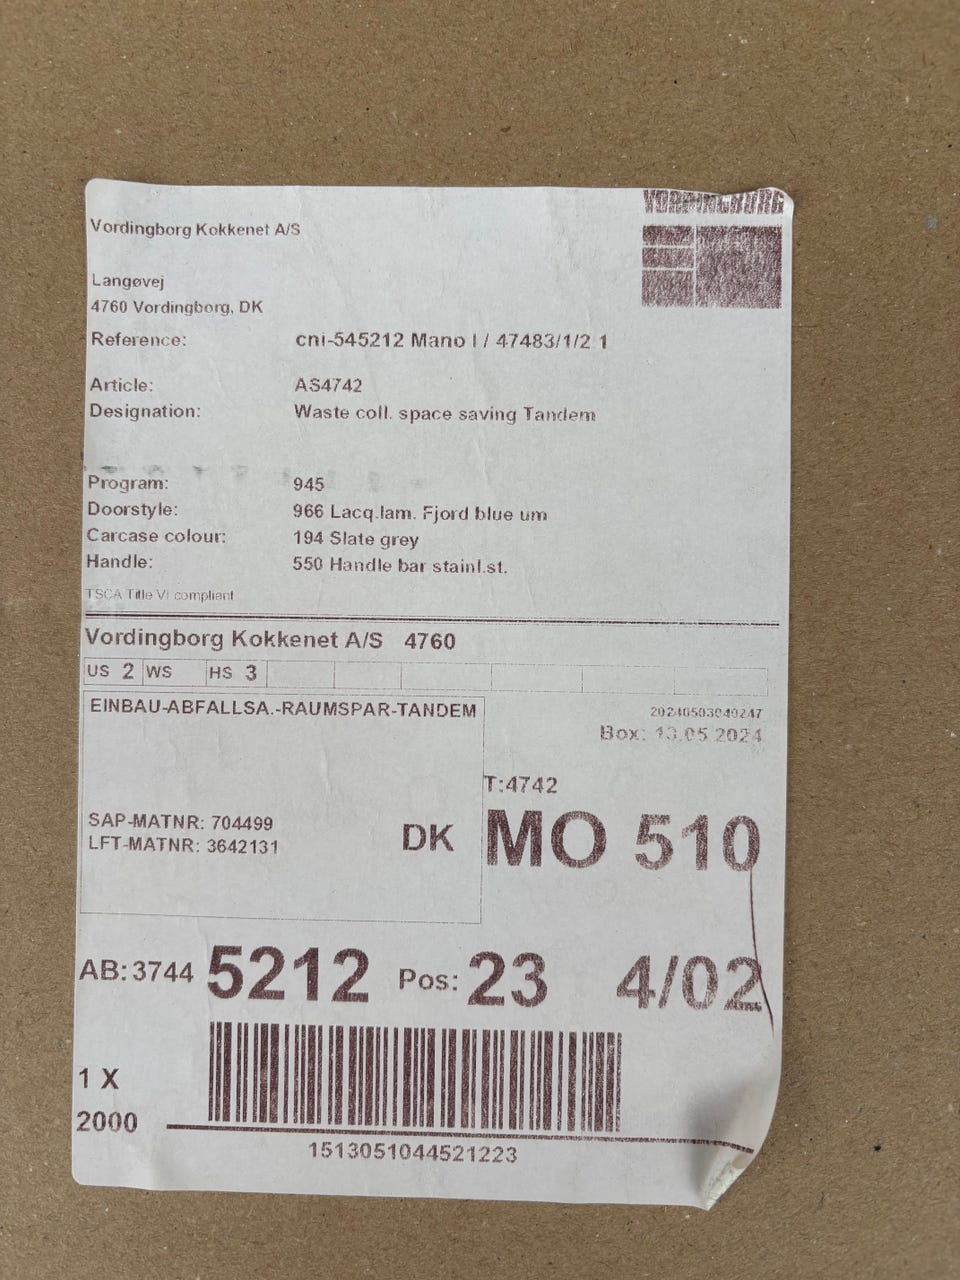 VORDINGBORG
Vordingborg Kokkenet A/S
Langøvej
4760 Vordingborg, DK
Reference: cni-545212 Mano I / 47483/1/2 1
Article: AS4742
Designation: Waste coll. space saving Tandem
Program: 945
Doorstyle: 966 Lacq.lam. Fjord blue um
Carcase colour: 194 Slate grey
Handle: 550 Handle bar stainl.st.
TSCA Title VI compliant
Vordingborg Kokkenet A/S 4760
US 2 WS HS 3
EINBAU-ABFALLSA.-RAUMSPAR-TANDEM
20240503040247
Box: 13.05.2024
T:4742
SAP-MATNR: 704499
LFT-MATNR: 3642131
DK
MO 510
AB: 3744 5212 Pos: 23 4/02
1 X
2000
1513051044521223